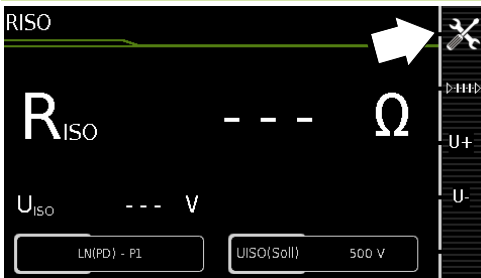 RISO
RISO --- Ω
U+
U-
UISO --- V
LN(PD) - P1
UISO(Soll) 500 V